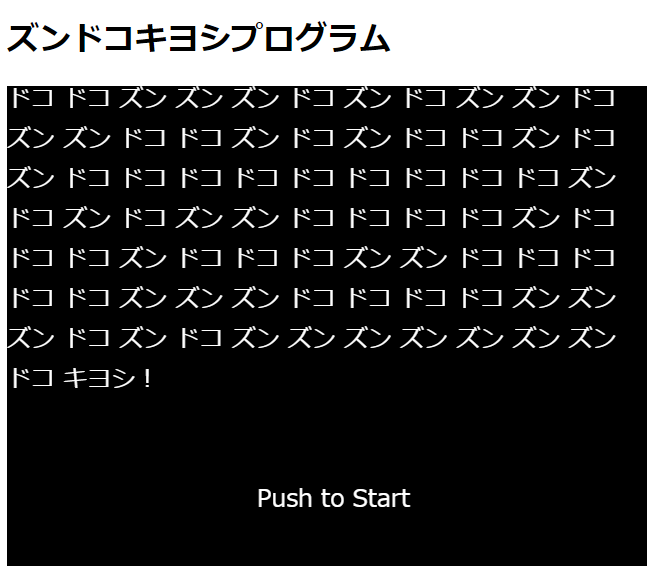 ズンドコキヨシプログラム
ドコ ドコ ズン ズン ズン ドコ ズン ドコ ズン ズン ドコ
ズン ズン ドコ ドコ ズン ドコ ズン ドコ ドコ ズン ドコ
ズン ドコ ドコ ドコ ドコ ドコ ドコ ドコ ドコ ドコ ズン
ドコ ズン ドコ ズン ズン ドコ ドコ ドコ ドコ ズン ドコ
ドコ ドコ ズン ドコ ドコ ドコ ズン ズン ドコ ドコ ドコ
ドコ ドコ ズン ズン ズン ドコ ドコ ドコ ドコ ズン ズン
ズン ドコ ズン ドコ ズン ズン ズン ズン ズン ズン ズン
ドコ キヨシ！
Push to Start